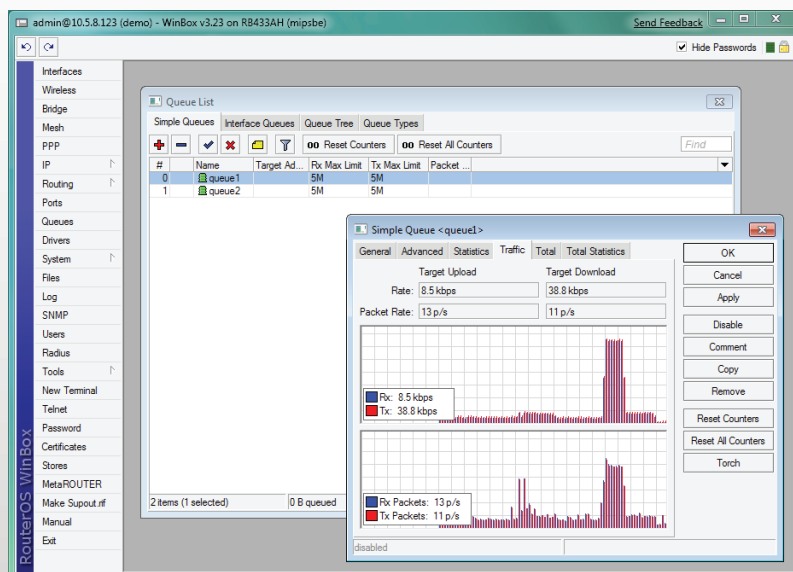 admin@10.5.8.123 (demo) - WinBox v3.23 on RB433AH (mipsbe)
Send Feedback
Hide Passwords
Interfaces
Wireless
Bridge
Mesh
PPP
IP
Routing
Ports
Queues
Drivers
System
Files
Log
SNMP
Users
Radius
Tools
New Terminal
Telnet
Password
Certificates
Stores
MetaROUTER
Make Supout.rif
Manual
Exit
RouterOS WinBox
Queue List
Simple Queues Interface Queues Queue Tree Queue Types
00 Reset Counters 00 Reset All Counters Find
# Name Target Ad... Rx Max Limit Tx Max Limit Packet ...
0 queue1 5M 5M
1 queue2 5M 5M
2 items (1 selected) 0 B queued
Simple Queue <queue1>
General Advanced Statistics Traffic Total Total Statistics
Target Upload Target Download
Rate: 8.5 kbps 38.8 kbps
Packet Rate: 13 p/s 11 p/s
Rx: 8.5 kbps
Tx: 38.8 kbps
Rx Packets: 13 p/s
Tx Packets: 11 p/s
disabled
OK
Cancel
Apply
Disable
Comment
Copy
Remove
Reset Counters
Reset All Counters
Torch